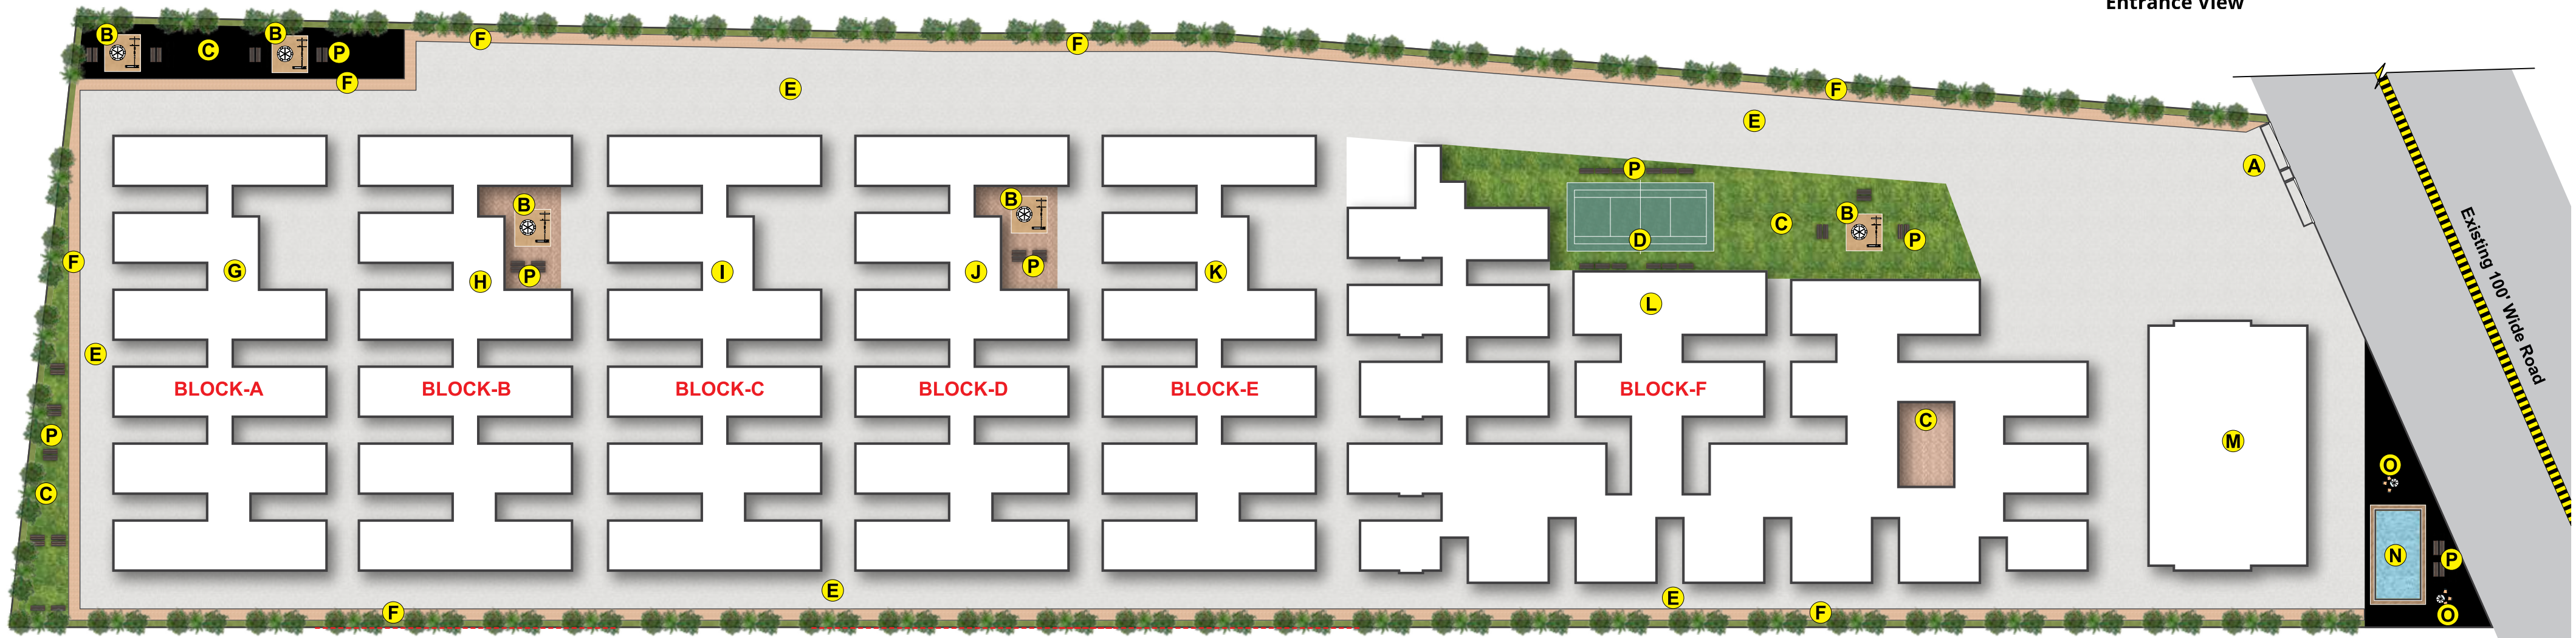 Entrance View
B
C
B
P
F
F
F
F
E
E
F
A
P
B
B
P
D
C
B
P
F
G
H
P
I
J
P
K
L
E
BLOCK-A
BLOCK-B
BLOCK-C
BLOCK-D
BLOCK-E
BLOCK-F
Existing 100' Wide Road
C
M
P
C
O
N
P
O
E
E
F
F